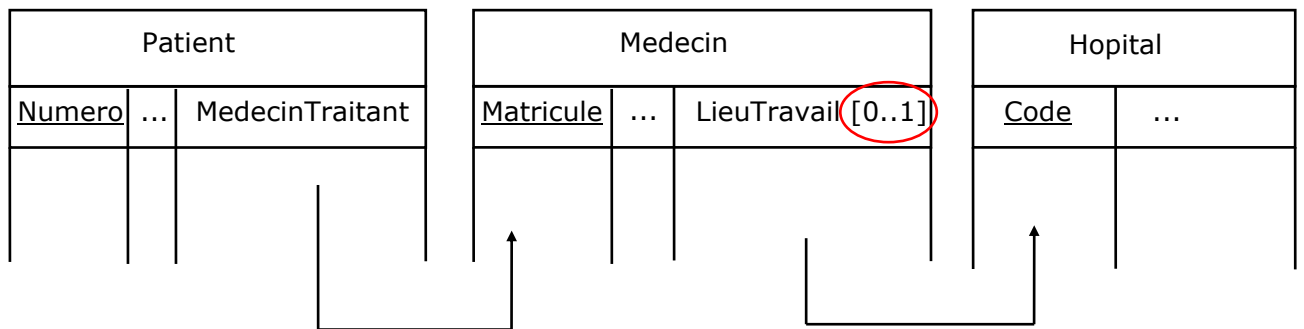 Patient
Medecin
Hopital
Numero ... MedecinTraitant
Matricule ... LieuTravail [0..1]
Code ...